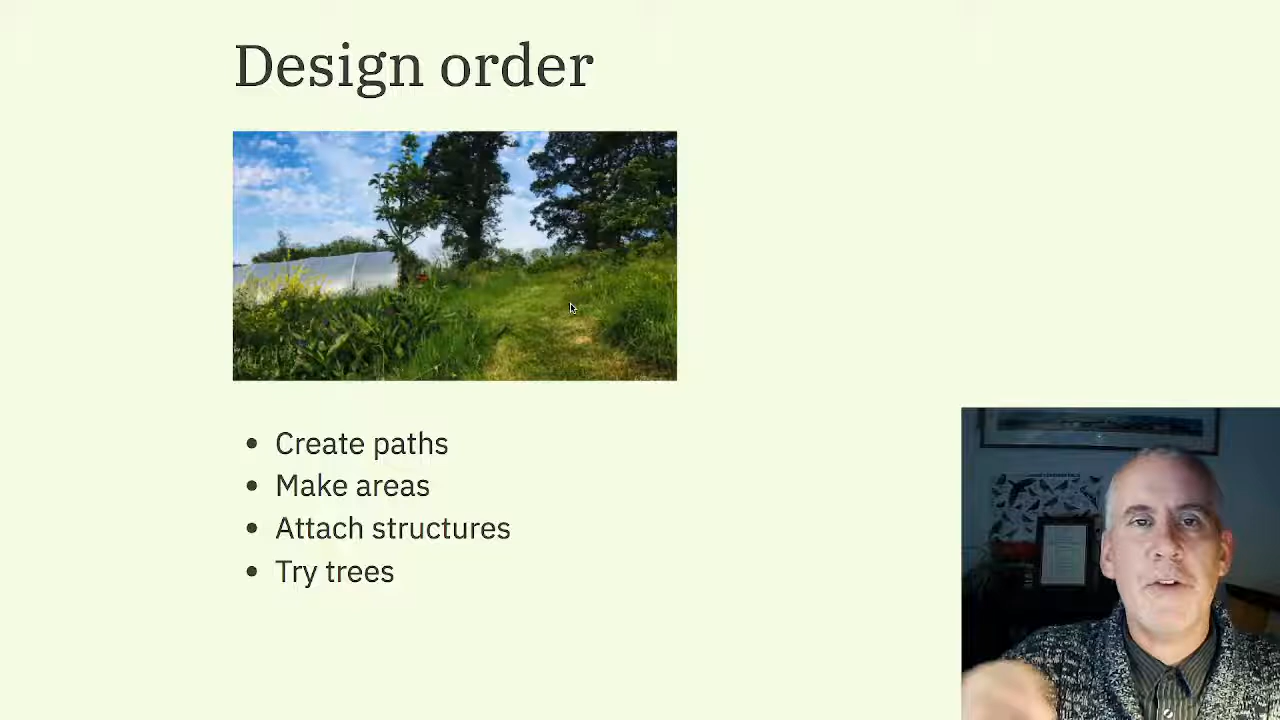 Design order
Create paths
Make areas
Attach structures
Try trees